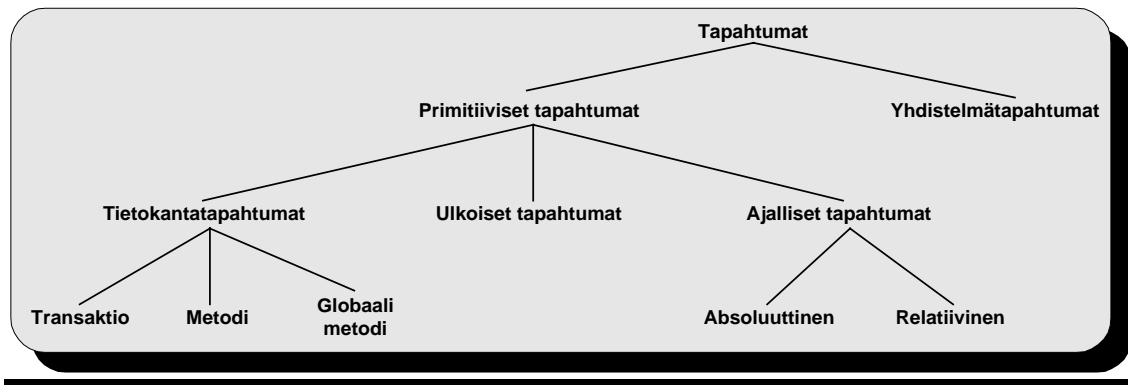 Tapahtumat
Primitiiviset tapahtumat
Yhdistelmätapahtumat
Tietokantatapahtumat
Ulkoiset tapahtumat
Ajalliset tapahtumat
Transaktio
Metodi
Globaali
metodi
Absoluuttinen
Relatiivinen